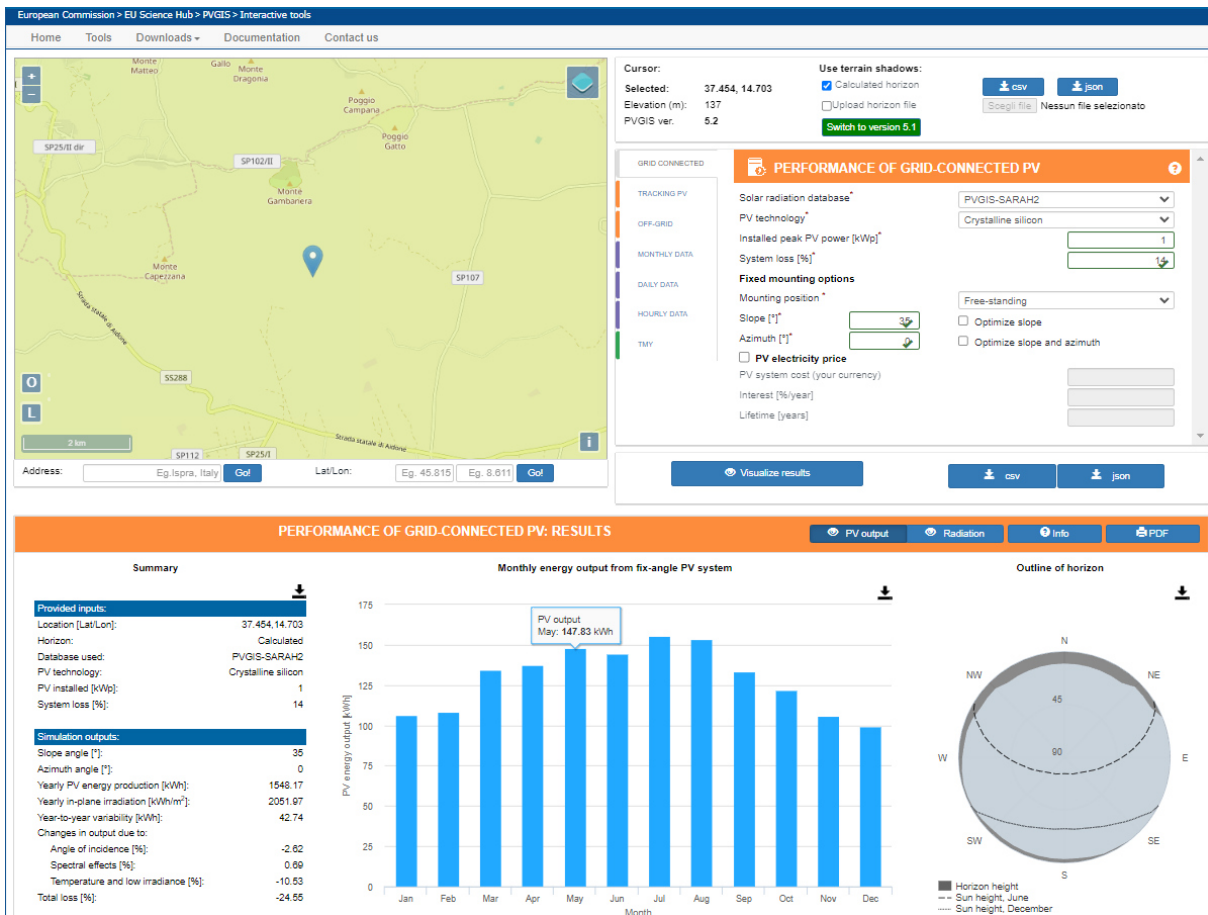 European Commission > EU Science Hub > PVGIS > Interactive tools
Home Tools Downloads Documentation Contact us
+
−
Monte Matteo
Gallo
Monte Dragonia
Poggio Campana
Poggio Gatto
SP25/II dir
SP102/II
Monte Gambanera
Monte Capezzana
SP107
Strada statale di Aidone
SS288
O
L
2 km
SP112
SP25/I
Strada statale di Aidone
i
Address: Eg.Ispra, Italy Go! Lat/Lon: Eg. 45.815 Eg. 8.611 Go!
Cursor:
Selected: 37.454, 14.703
Elevation (m): 137
PVGIS ver. 5.2
Use terrain shadows:
Calculated horizon
Upload horizon file
Switch to version 5.1
csv json
Scegli file Nessun file selezionato
GRID CONNECTED
TRACKING PV
OFF-GRID
MONTHLY DATA
DAILY DATA
HOURLY DATA
TMY
PERFORMANCE OF GRID-CONNECTED PV ?
Solar radiation database* PVGIS-SARAH2
PV technology* Crystalline silicon
Installed peak PV power [kWp]* 1
System loss [%]* 14
Fixed mounting options
Mounting position * Free-standing
Slope [°]* 35 Optimize slope
Azimuth [°]* 0 Optimize slope and azimuth
PV electricity price
PV system cost (your currency)
Interest [%/year]
Lifetime [years]
Visualize results csv json
PERFORMANCE OF GRID-CONNECTED PV: RESULTS PV output Radiation Info PDF
Summary
Provided inputs:
Location [Lat/Lon]: 37.454,14.703
Horizon: Calculated
Database used: PVGIS-SARAH2
PV technology: Crystalline silicon
PV installed [kWp]: 1
System loss [%]: 14
Simulation outputs:
Slope angle [°]: 35
Azimuth angle [°]: 0
Yearly PV energy production [kWh]: 1548.17
Yearly in-plane irradiation [kWh/m²]: 2051.97
Year-to-year variability [kWh]: 42.74
Changes in output due to:
Angle of incidence [%]: -2.62
Spectral effects [%]: 0.69
Temperature and low irradiance [%]: -10.53
Total loss [%]: -24.55
Monthly energy output from fix-angle PV system
PV output
May: 147.83 kWh
PV energy output [kWh]
175
150
125
100
75
50
25
0
Jan Feb Mar Apr May Jun Jul Aug Sep Oct Nov Dec
Month
Outline of horizon
N
NW NE
45
90
W E
SW SE
S
Horizon height
Sun height, June
Sun height, December